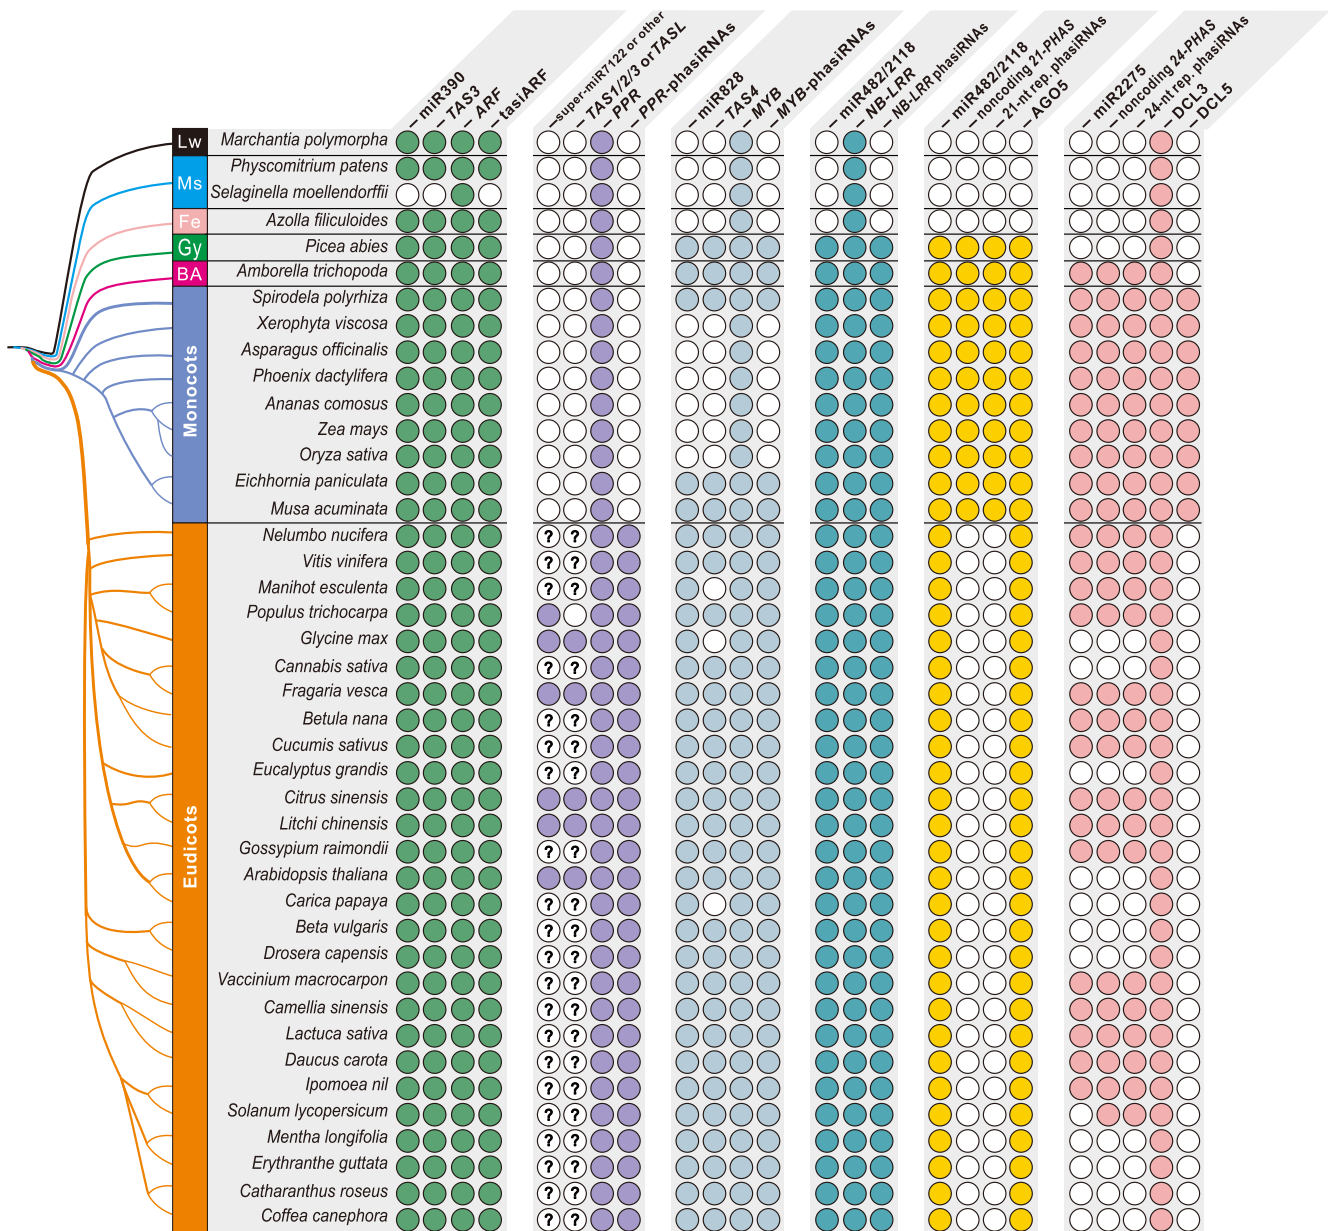 miR390
TAS3
ARF
tasiARF
super-miR7122 or other
TAS1/2/3 or TASL
PPR
PPR-phasiRNAs
miR828
TAS4
MYB
MYB-phasiRNAs
miR482/2118
NB-LRR
NB-LRR phasiRNAs
miR482/2118
noncoding 21-PHAS
21-nt rep. phasiRNAs
AGO5
miR2275
noncoding 24-PHAS
24-nt rep. phasiRNAs
DCL3
DCL5
Lw
Marchantia polymorpha
Ms
Physcomitrium patens
Selaginella moellendorffii
Fe
Azolla filiculoides
Gy
Picea abies
BA
Amborella trichopoda
Monocots
Spirodela polyrhiza
Xerophyta viscosa
Asparagus officinalis
Phoenix dactylifera
Ananas comosus
Zea mays
Oryza sativa
Eichhornia paniculata
Musa acuminata
Eudicots
Nelumbo nucifera ? ?
Vitis vinifera ? ?
Manihot esculenta ? ?
Populus trichocarpa
Glycine max
Cannabis sativa ? ?
Fragaria vesca
Betula nana ? ?
Cucumis sativus ? ?
Eucalyptus grandis ? ?
Citrus sinensis
Litchi chinensis
Gossypium raimondii ? ?
Arabidopsis thaliana
Carica papaya ? ?
Beta vulgaris ? ?
Drosera capensis ? ?
Vaccinium macrocarpon ? ?
Camellia sinensis ? ?
Lactuca sativa ? ?
Daucus carota ? ?
Ipomoea nil ? ?
Solanum lycopersicum ? ?
Mentha longifolia ? ?
Erythranthe guttata ? ?
Catharanthus roseus ? ?
Coffea canephora ? ?